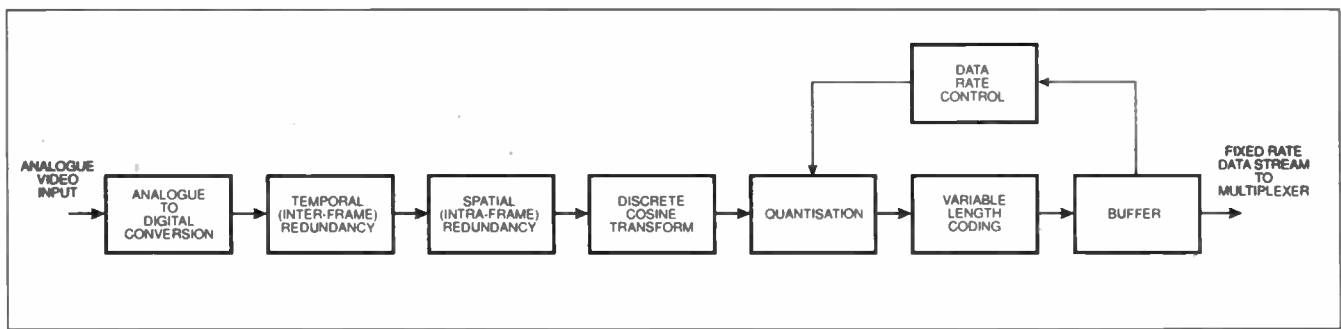 DATA
RATE
CONTROL
ANALOGUE
VIDEO
INPUT
ANALOGUE
TO
DIGITAL
CONVERSION
TEMPORAL
(INTER-FRAME)
REDUNDANCY
SPATIAL
(INTRA-FRAME)
REDUNDANCY
DISCRETE
COSINE
TRANSFORM
QUANTISATION
VARIABLE
LENGTH
CODING
BUFFER
FIXED RATE
DATA STREAM
TO
MULTIPLEXER